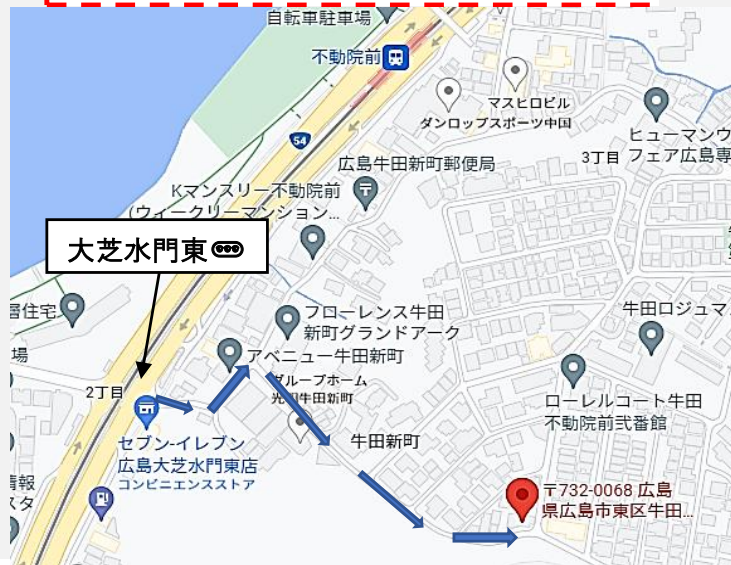 自転車駐車場
不動院前
マスヒロビル
ダンロップスポーツ中国
54
ヒューマンウ
フェア広島専
3丁目
広島牛田新町郵便局
Kマンスリー不動院前
(ウィークリーマンション...
大芝水門東
層住宅
フローレンス牛田
新町グランドアーク
牛田ロジュマ
場
アベニュー牛田新町
2丁目
グループホーム
牛田新町
ローレルコート牛田
不動院前弐番館
セブン-イレブン
広島大芝水門東店
コンビニエンスストア
牛田新町
情報
スタ
〒732-0068 広島
県広島市東区牛田...